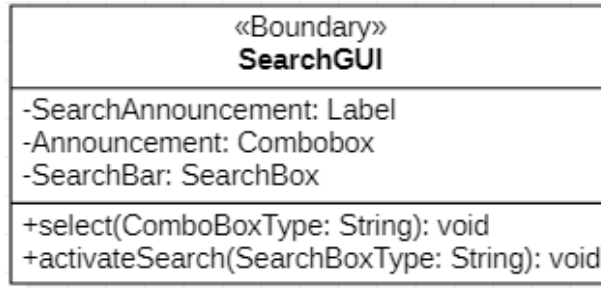 «Boundary»
SearchGUI
-SearchAnnouncement: Label
-Announcement: Combobox
-SearchBar: SearchBox
+select(ComboBoxType: String): void
+activateSearch(SearchBoxType: String): void